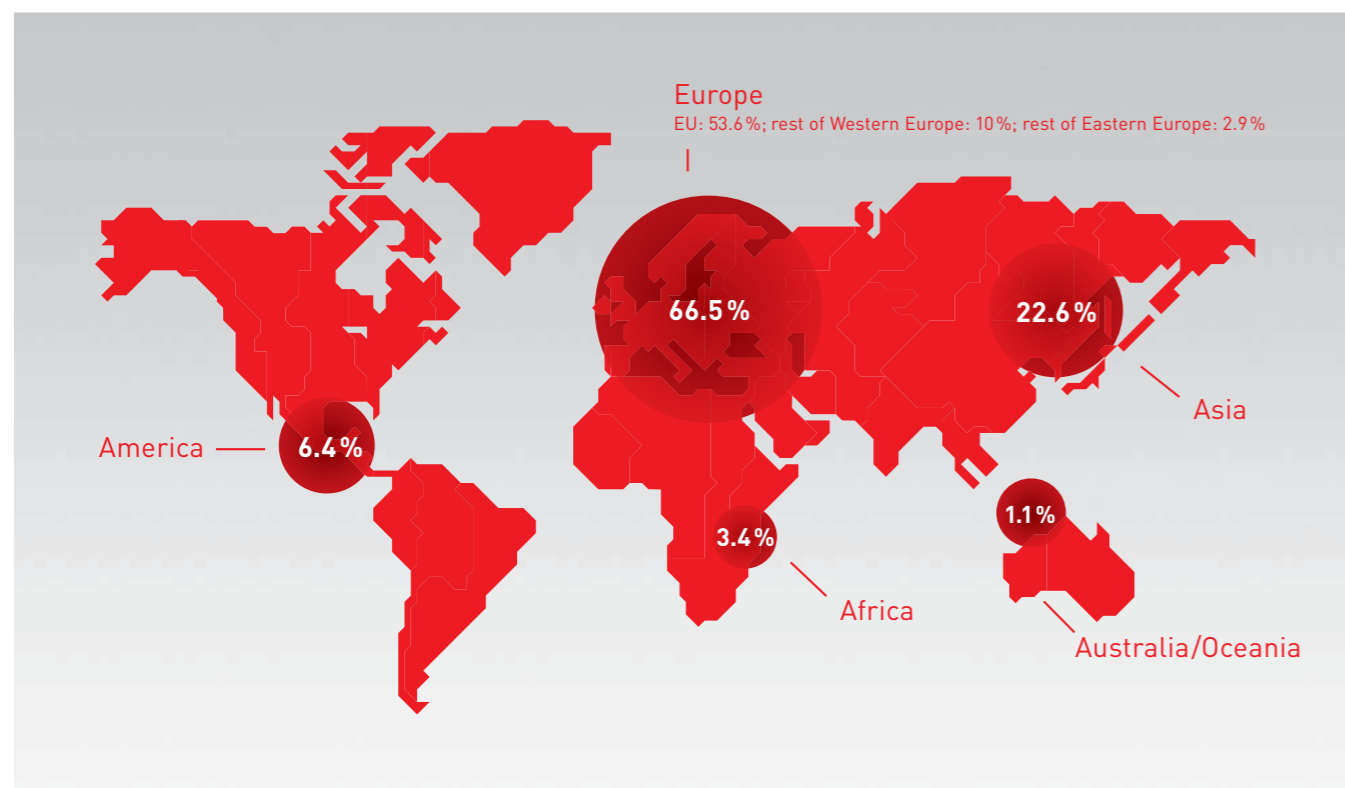 Europe
EU: 53.6 %; rest of Western Europe: 10 %; rest of Eastern Europe: 2.9 %
66.5 %
22.6 %
Asia
America
6.4 %
1.1 %
3.4 %
Africa
Australia/Oceania